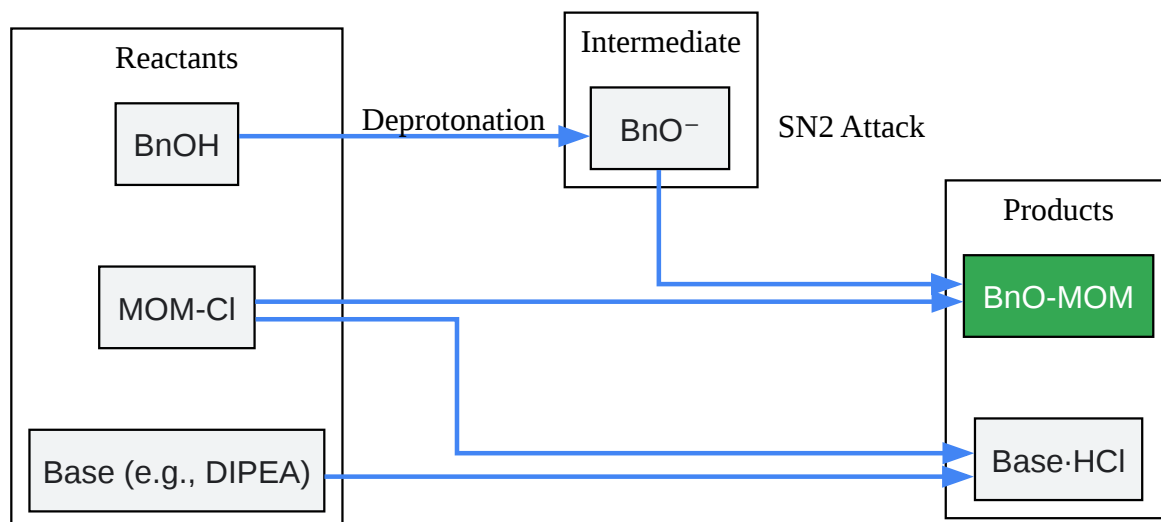 Reactants
BnOH
MOM-Cl
Base (e.g., DIPEA)
Deprotonation
Intermediate
BnO⁻
SN2 Attack
Products
BnO-MOM
Base·HCl